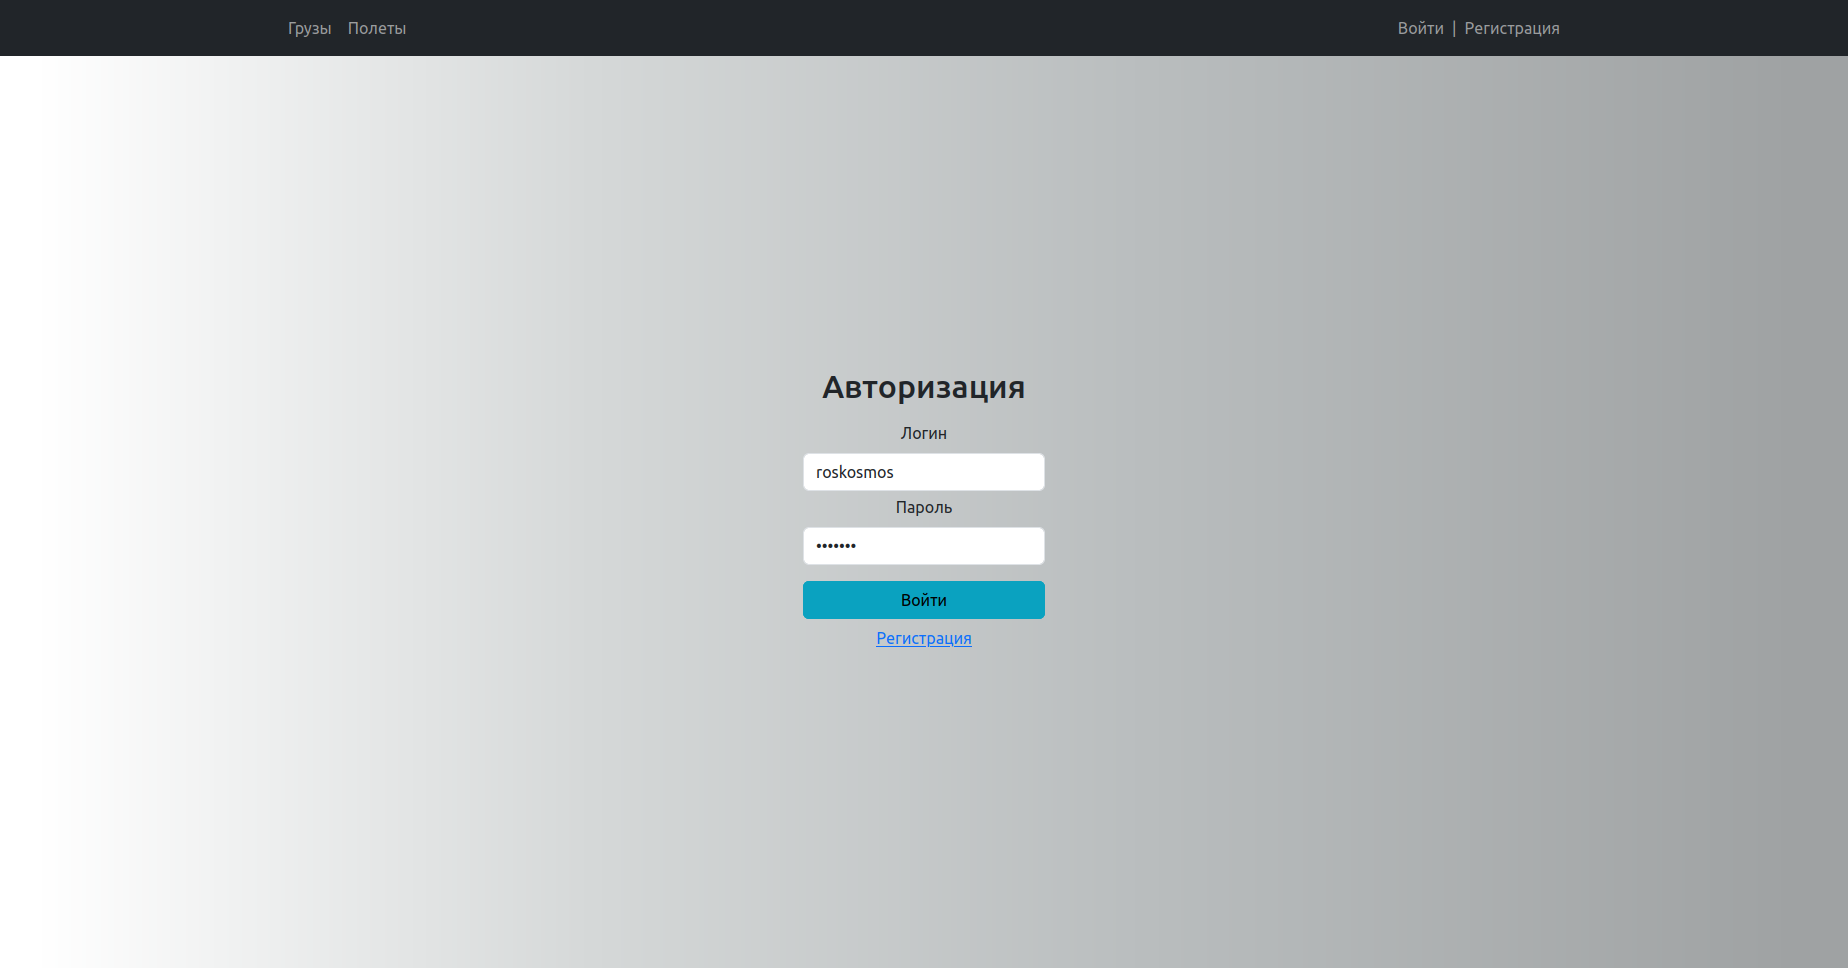 Грузы Полеты Войти | Регистрация
Авторизация
Логин
roskosmos
Пароль
•••••••
Войти
Регистрация